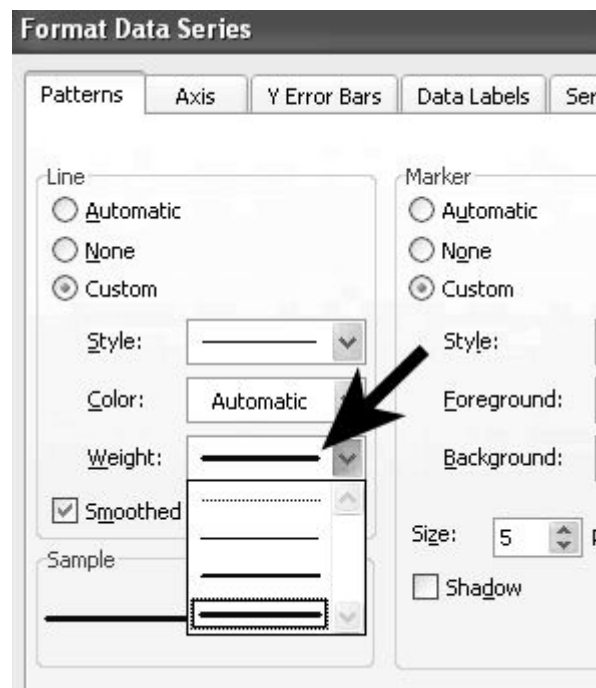 Format Data Series
Patterns Axis Y Error Bars Data Labels Ser
Line
Automatic
None
Custom
Style:
Color: Automatic
Weight:
Smoothed
Sample
Marker
Automatic
None
Custom
Style:
Foreground:
Background:
Size: 5
Shadow